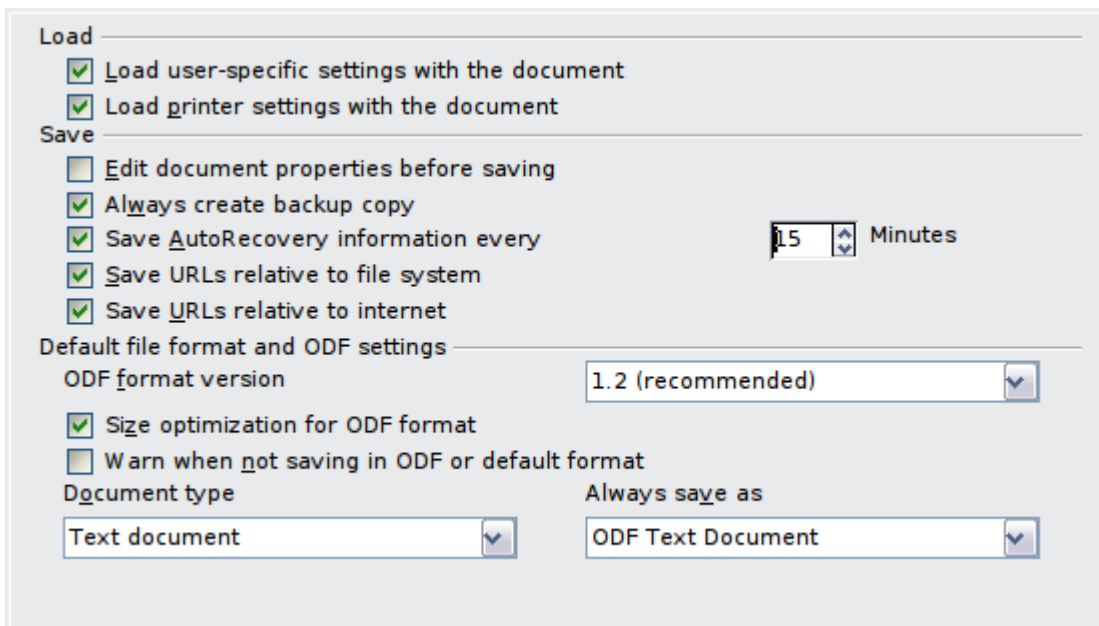 Load
Load user-specific settings with the document
Load printer settings with the document
Save
Edit document properties before saving
Always create backup copy
Save AutoRecovery information every 15 Minutes
Save URLs relative to file system
Save URLs relative to internet
Default file format and ODF settings
ODF format version 1.2 (recommended)
Size optimization for ODF format
Warn when not saving in ODF or default format
Document type Always save as
Text document ODF Text Document